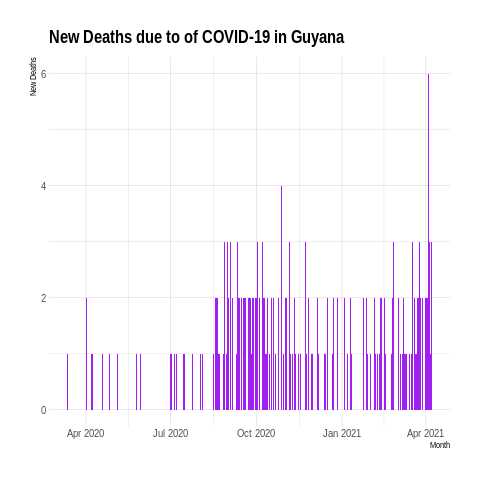 New Deaths due to of COVID-19 in Guyana
New Deaths
6
4
2
0
Apr 2020 Jul 2020 Oct 2020 Jan 2021 Apr 2021
Month